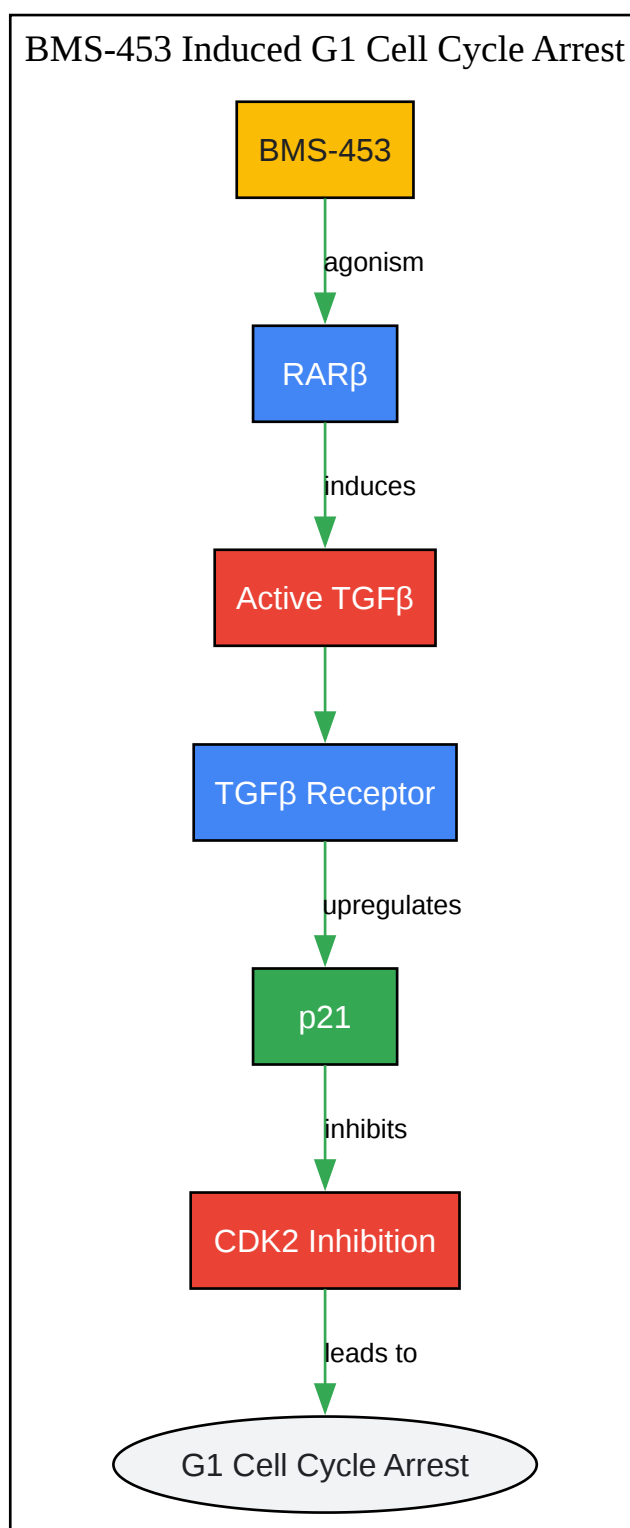 BMS-453 Induced G1 Cell Cycle Arrest
BMS-453
agonism
RARβ
induces
Active TGFβ
TGFβ Receptor
upregulates
p21
inhibits
CDK2 Inhibition
leads to
G1 Cell Cycle Arrest